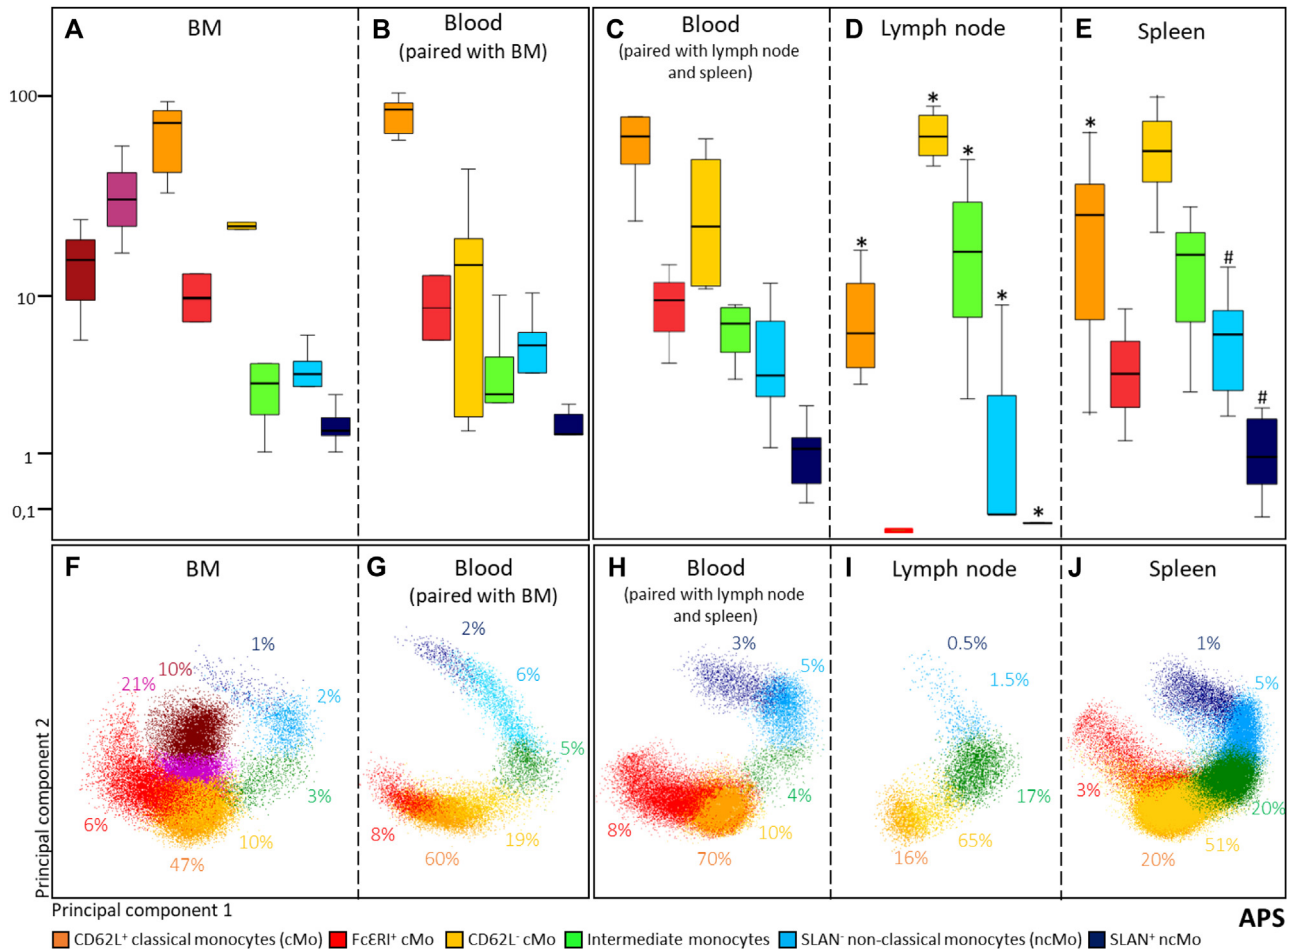 A
BM
B
Blood
(paired with BM)
C
Blood
(paired with lymph node
and spleen)
D
Lymph node
E
Spleen
100
10
1
0,1
*
*
*
*
*
*
#
#
F
BM
G
Blood
(paired with BM)
H
Blood
(paired with lymph node
and spleen)
I
Lymph node
J
Spleen
1%
10%
21%
2%
3%
6%
10%
47%
2%
6%
5%
8%
19%
60%
3%
5%
4%
8%
10%
70%
0.5%
1.5%
17%
65%
16%
1%
5%
3%
20%
51%
20%
Principal component 2
Principal component 1
APS
CD62L⁺ classical monocytes (cMo)
FcƐRI⁺ cMo
CD62L⁻ cMo
Intermediate monocytes
SLAN⁻ non-classical monocytes (ncMo)
SLAN⁺ ncMo